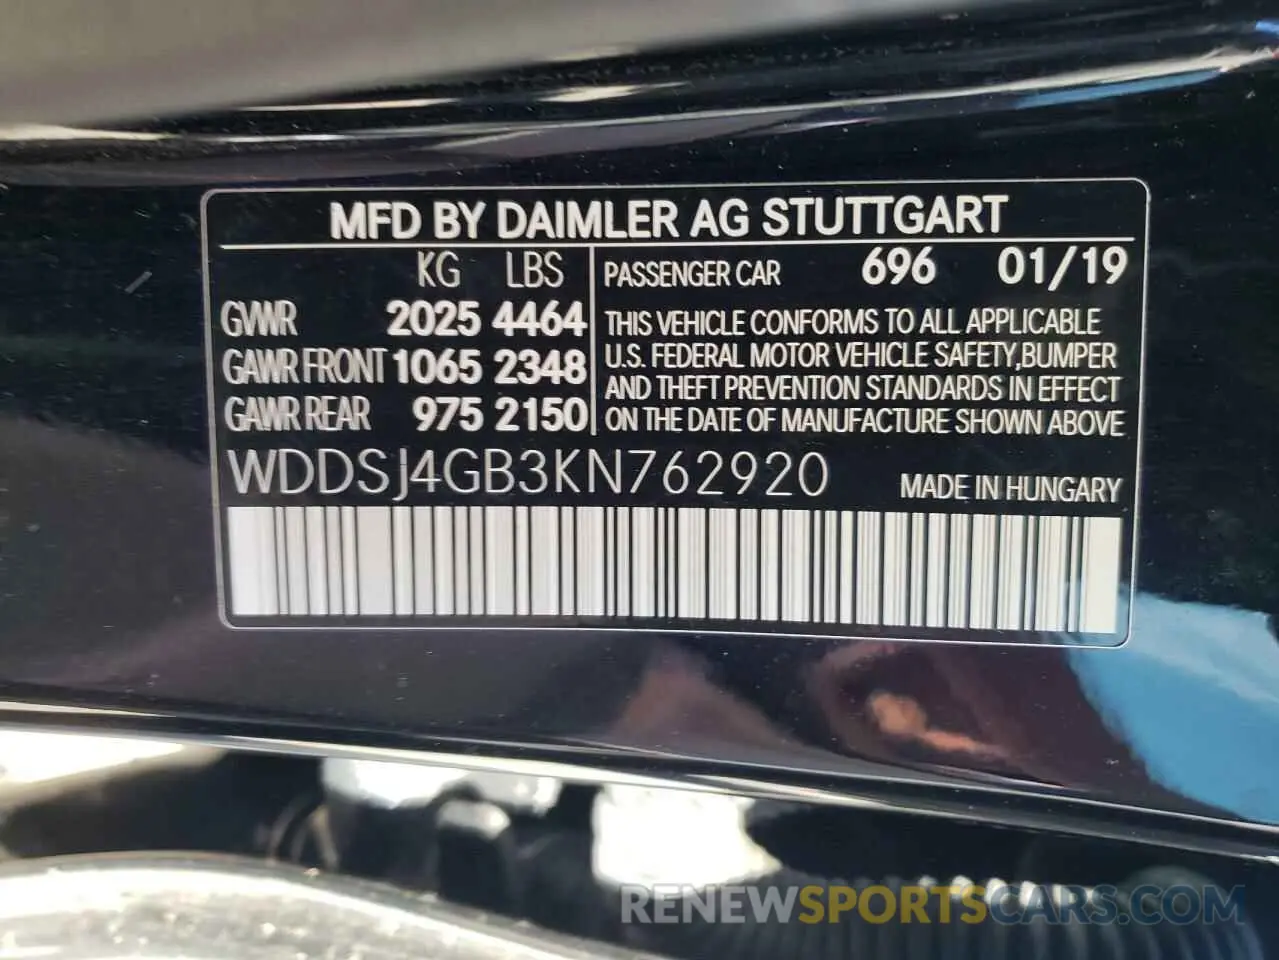 MFD BY DAIMLER AG STUTTGART
KG LBS
GVWR 2025 4464
GAWR FRONT 1065 2348
GAWR REAR 975 2150
PASSENGER CAR 696 01/19
THIS VEHICLE CONFORMS TO ALL APPLICABLE
U.S. FEDERAL MOTOR VEHICLE SAFETY,BUMPER
AND THEFT PREVENTION STANDARDS IN EFFECT
ON THE DATE OF MANUFACTURE SHOWN ABOVE
WDDSJ4GB3KN762920 MADE IN HUNGARY
RENEWSPORTSCARS.COM